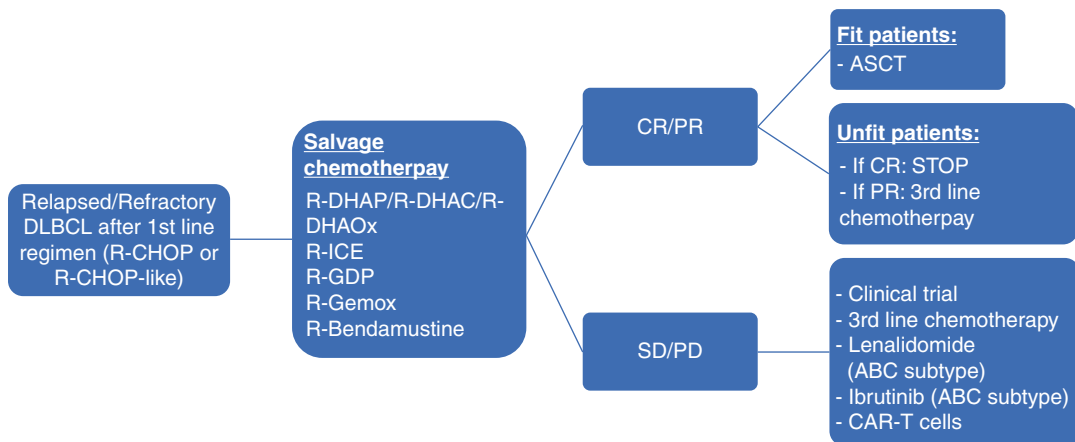 Relapsed/Refractory
DLBCL after 1st line
regimen (R-CHOP or
R-CHOP-like)
Salvage
chemotherpay
R-DHAP/R-DHAC/R-
DHAOx
R-ICE
R-GDP
R-Gemox
R-Bendamustine
CR/PR
Fit patients:
- ASCT
Unfit patients:
- If CR: STOP
- If PR: 3rd line
chemotherpay
SD/PD
- Clinical trial
- 3rd line chemotherapy
- Lenalidomide
(ABC subtype)
- Ibrutinib (ABC subtype)
- CAR-T cells